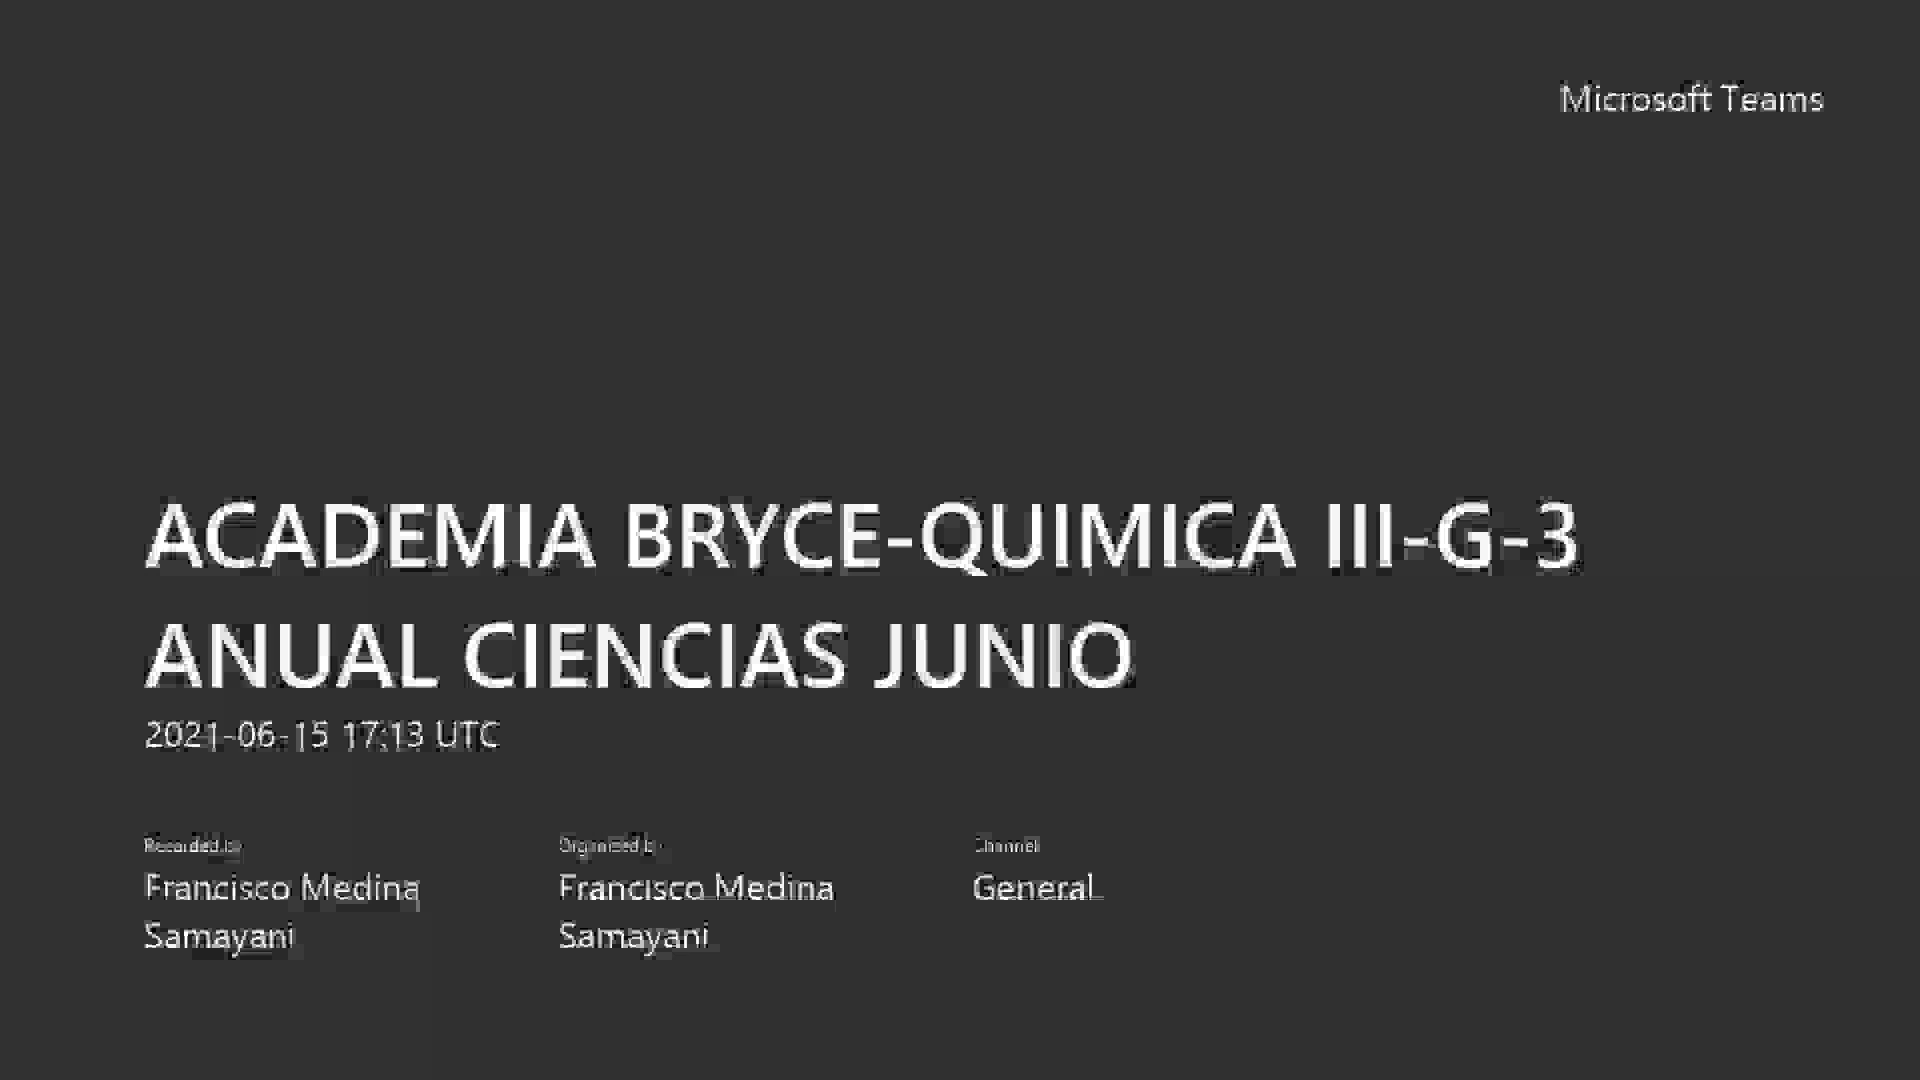 Microsoft Teams
ACADEMIA BRYCE-QUIMICA III-G-3
ANUAL CIENCIAS JUNIO
2021-06-15 17:13 UTC
Recorded by
Organized by
Channel
Francisco Medina
Francisco Medina
General
Samayani
Samayani